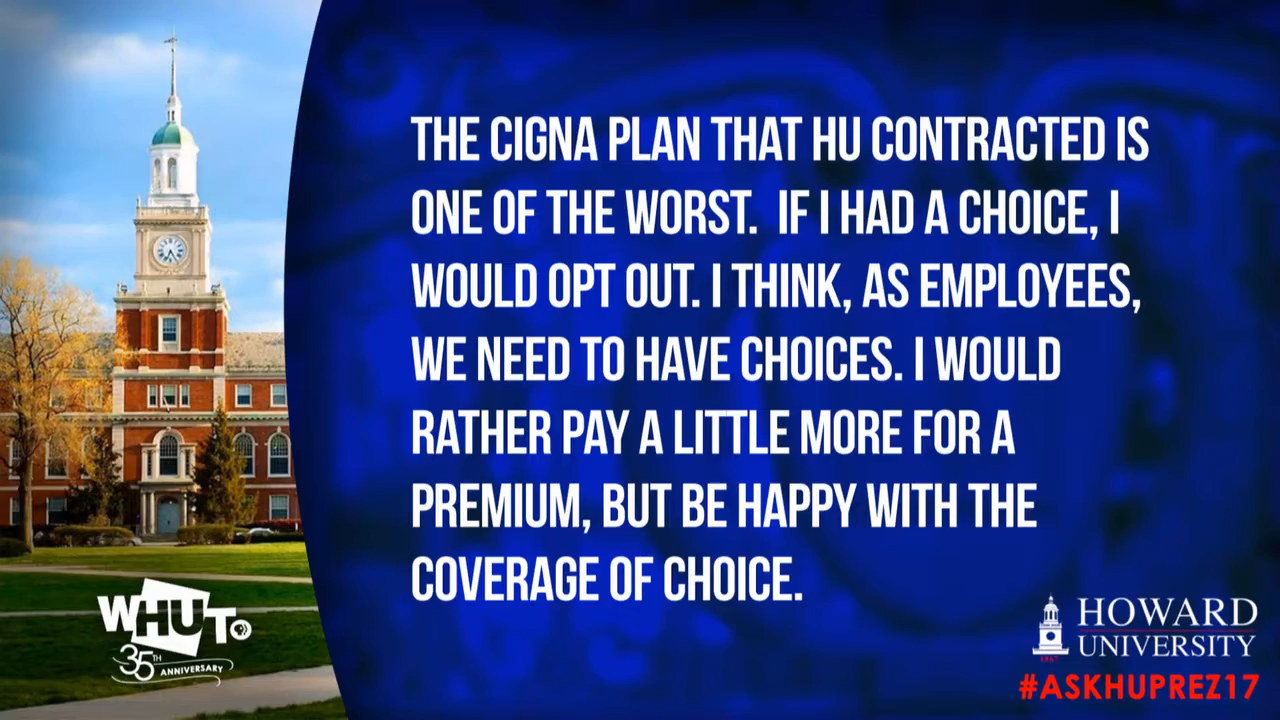 THE CIGNA PLAN THAT HU CONTRACTED IS
ONE OF THE WORST. IF I HAD A CHOICE, I
WOULD OPT OUT. I THINK, AS EMPLOYEES,
WE NEED TO HAVE CHOICES. I WOULD
RATHER PAY A LITTLE MORE FOR A
PREMIUM, BUT BE HAPPY WITH THE
COVERAGE OF CHOICE.
WHUT
35TH ANNIVERSARY
HOWARD
UNIVERSITY
1867
#ASKHUPREZ17